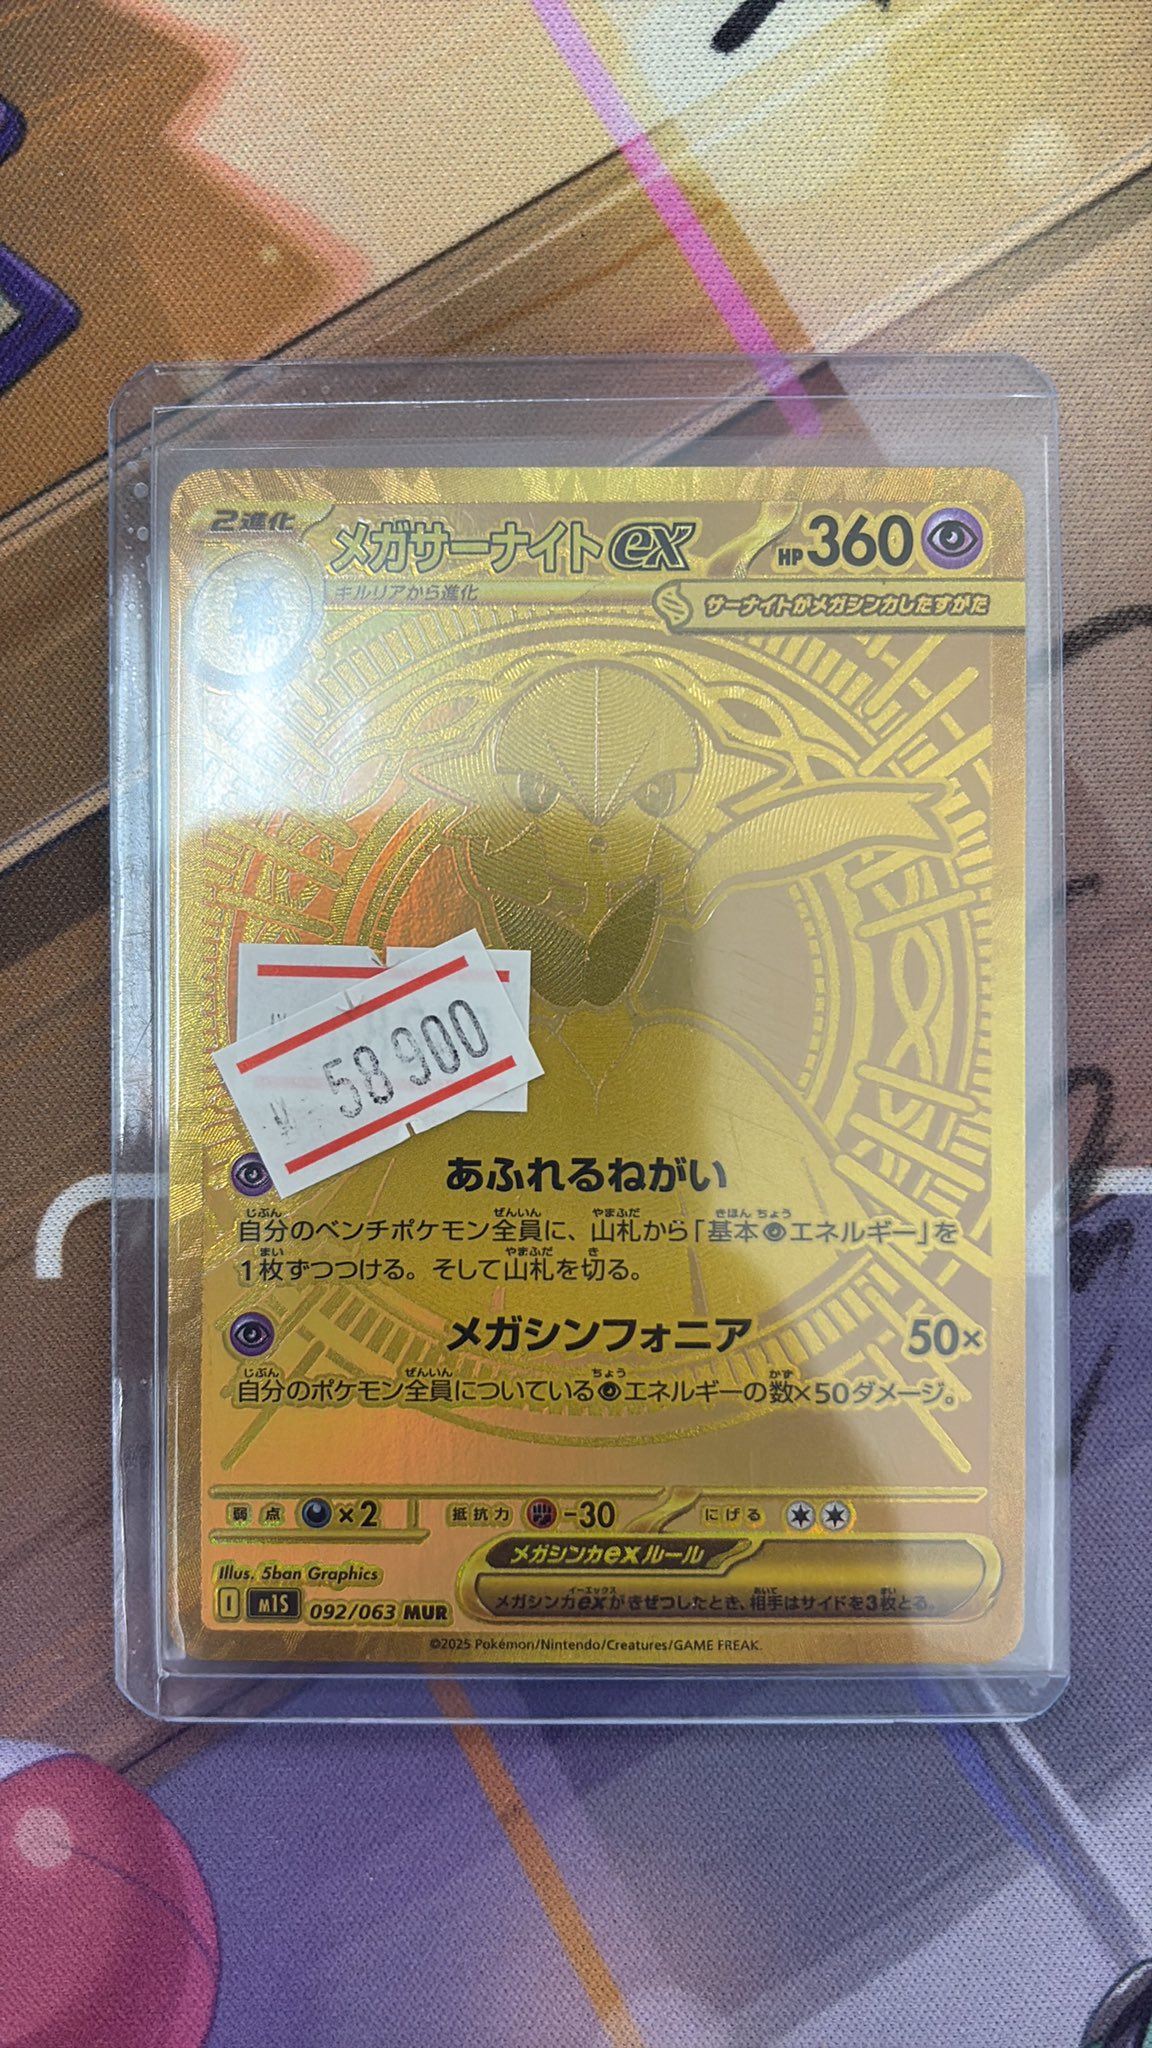 2進化
メガサーナイトex
HP360
キルリアから進化
サーナイトがメガシンカしたすがた
58900
あふれるねがい
自分のベンチポケモン全員に、山札から「基本エネルギー」を
1枚ずつつける。そして山札を切る。
メガシンフォニア 50×
自分のポケモン全員についているエネルギーの数×50ダメージ。
弱点 ×2 抵抗力 -30 にげる
メガシンカexルール
メガシンカexがきぜつしたとき、相手はサイドを3枚とる。
Illus. 5ban Graphics
I M1S 092/063 MUR
©2025 Pokémon/Nintendo/Creatures/GAME FREAK.